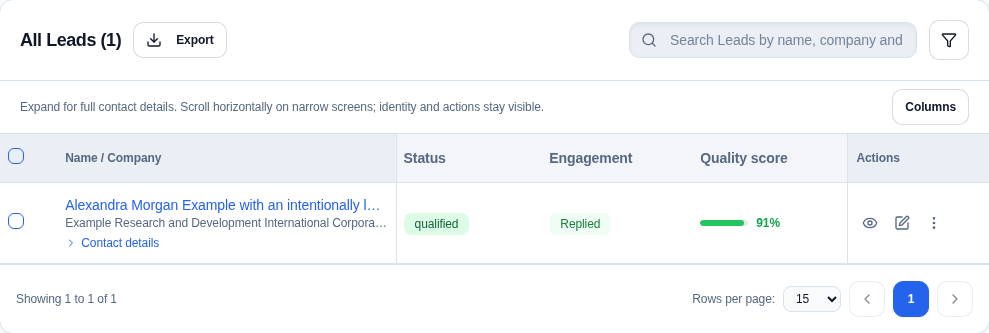 All Leads (1)
Export
Search Leads by name, company and
Expand for full contact details. Scroll horizontally on narrow screens; identity and actions stay visible.
Columns
Name / Company
Status
Engagement
Quality score
Actions
Alexandra Morgan Example with an intentionally l...
Example Research and Development International Corpora...
Contact details
qualified
Replied
91%
Showing 1 to 1 of 1
Rows per page:
15
1